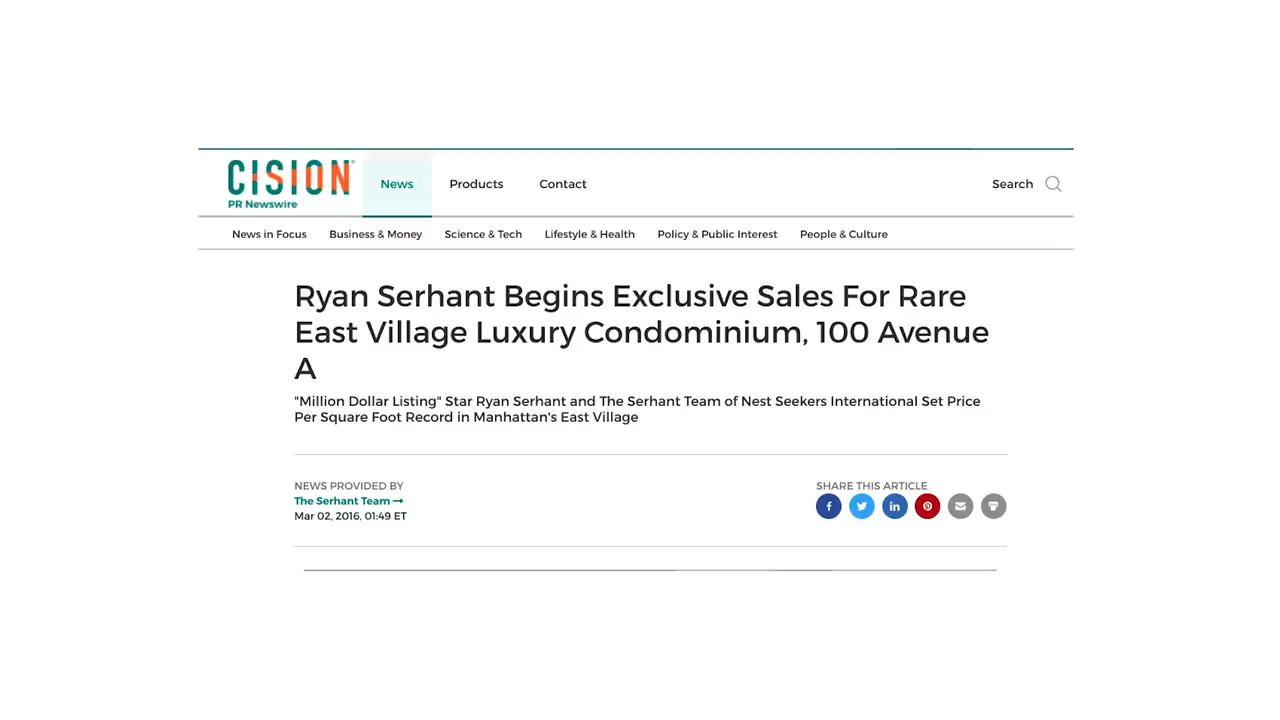 CISION
PR Newswire
News Products Contact Search
News in Focus Business & Money Science & Tech Lifestyle & Health Policy & Public Interest People & Culture
Ryan Serhant Begins Exclusive Sales For Rare
East Village Luxury Condominium, 100 Avenue
A
"Million Dollar Listing" Star Ryan Serhant and The Serhant Team of Nest Seekers International Set Price
Per Square Foot Record in Manhattan's East Village
NEWS PROVIDED BY
The Serhant Team →
Mar 02, 2016, 01:49 ET
SHARE THIS ARTICLE